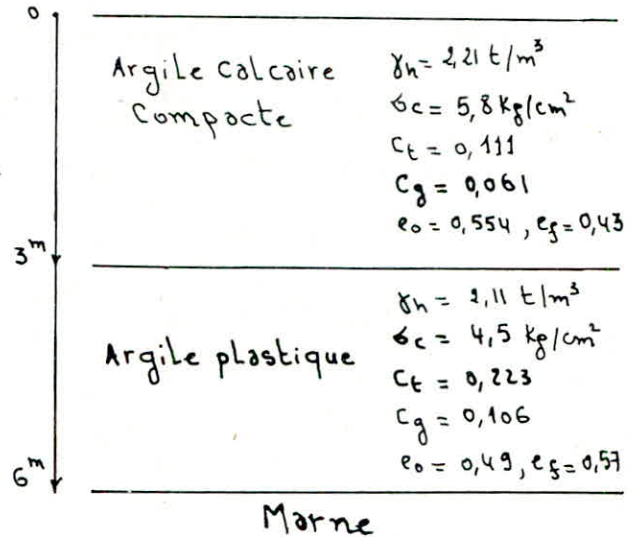 0
Argile Calcaire
Compacte
γh = 2,21 t/m³
σc = 5,8 Kg/cm²
Ct = 0,111
Cg = 0,061
e₀ = 0,554 , ef = 0,43
3m
Argile plastique
γh = 2,11 t/m³
σc = 4,5 Kg/cm²
Ct = 0,223
Cg = 0,106
e₀ = 0,49, ef = 0,57
6m
Marne